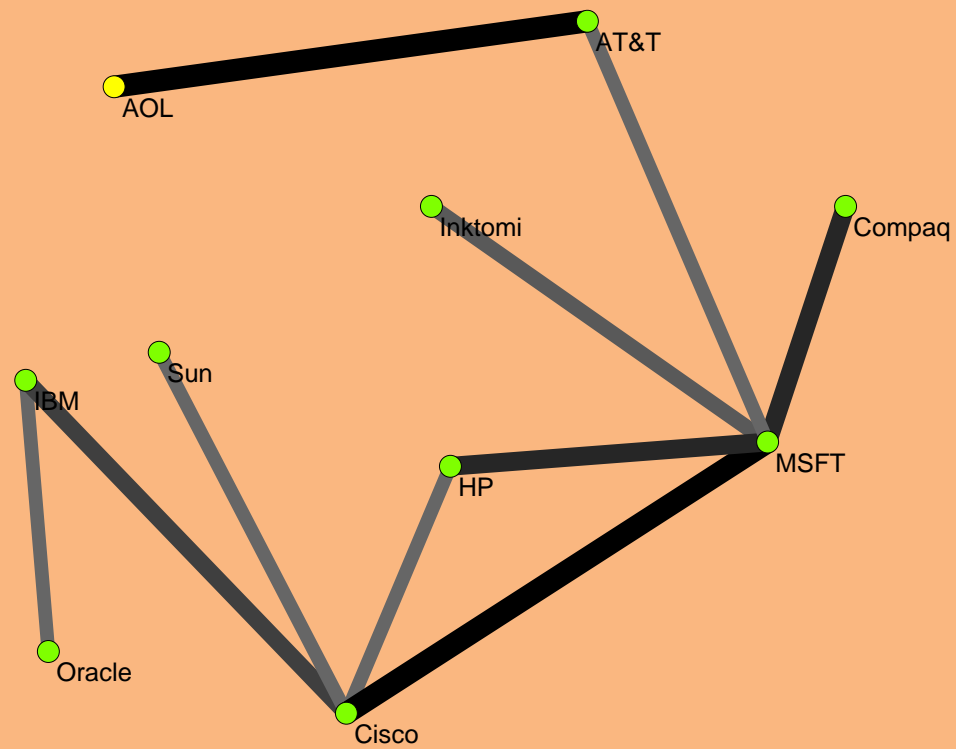 AT&T
AOL
Inktomi
Compaq
Sun
IBM
MSFT
HP
Oracle
Cisco